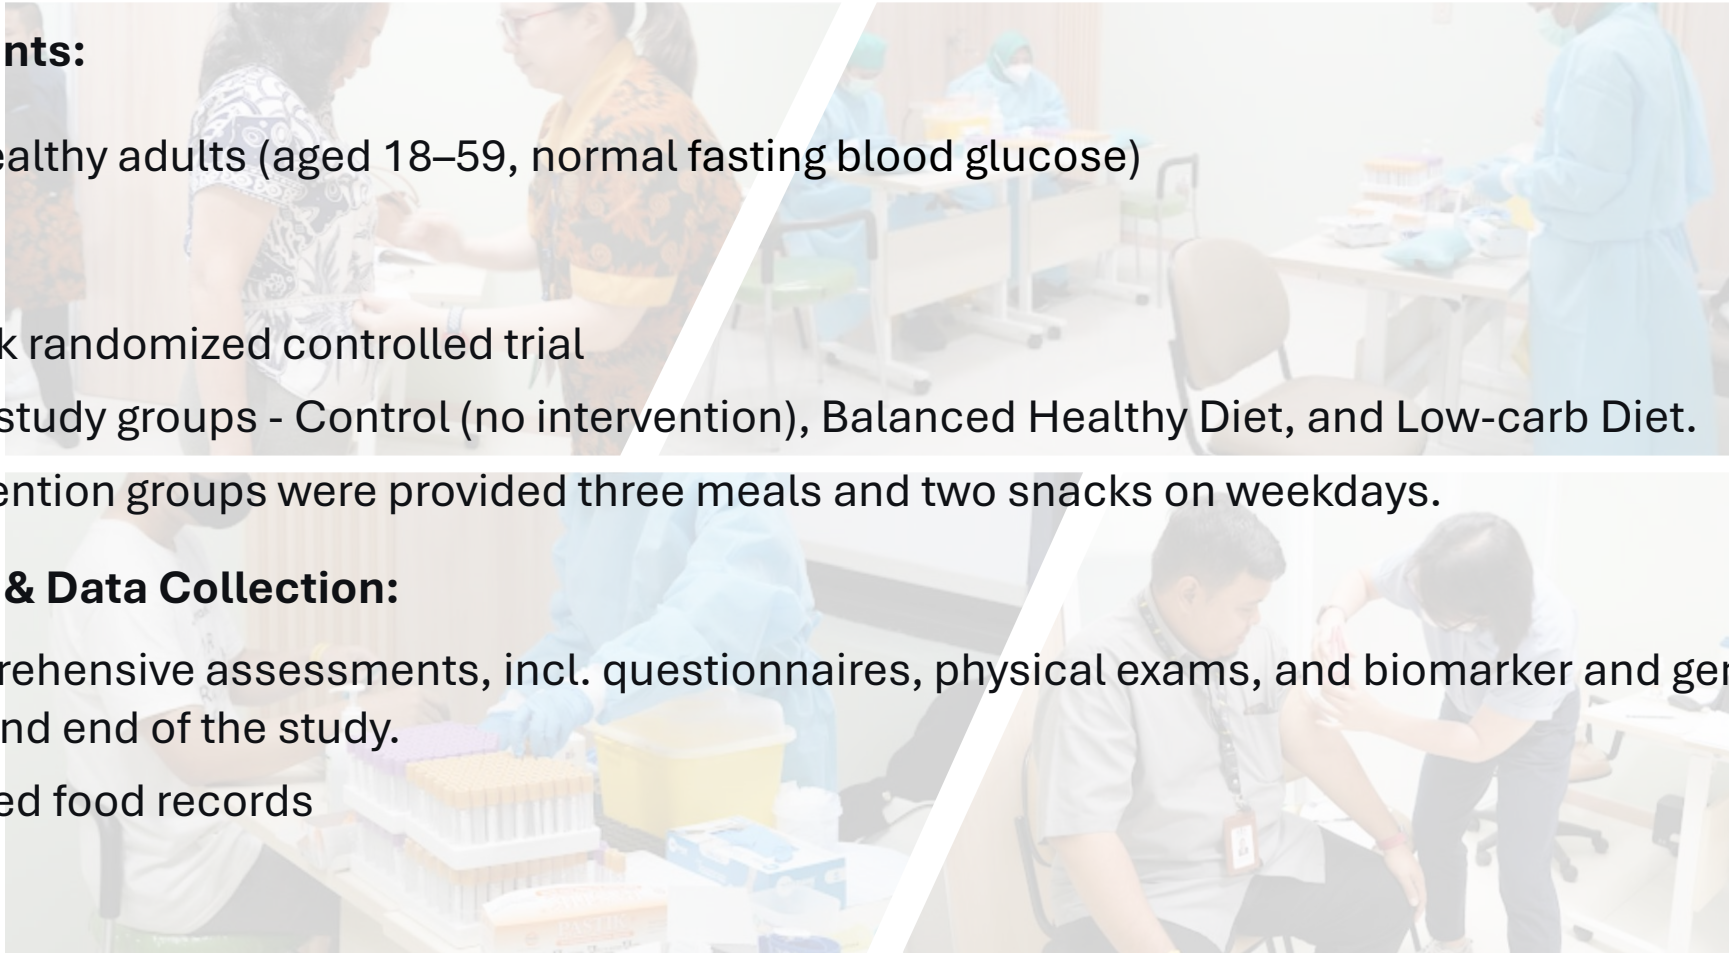 nts:
ealthy adults (aged 18–59, normal fasting blood glucose)
k randomized controlled trial
study groups - Control (no intervention), Balanced Healthy Diet, and Low-carb Diet.
ention groups were provided three meals and two snacks on weekdays.
& Data Collection:
rehensive assessments, incl. questionnaires, physical exams, and biomarker and ger
nd end of the study.
ed food records
PASTIK